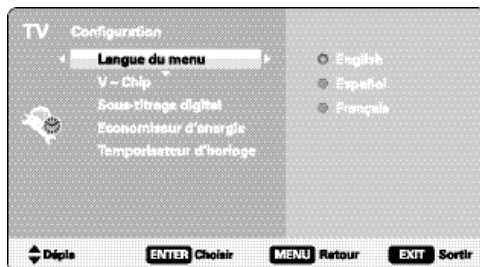 TV Configuration
Langue du menu
English
V – Chip
Español
Sous-titrage digital
Français
Economiseur d'énergie
Temporisateur d'horloge
Dépla ENTER Choisir MENU Retour EXIT Sortir